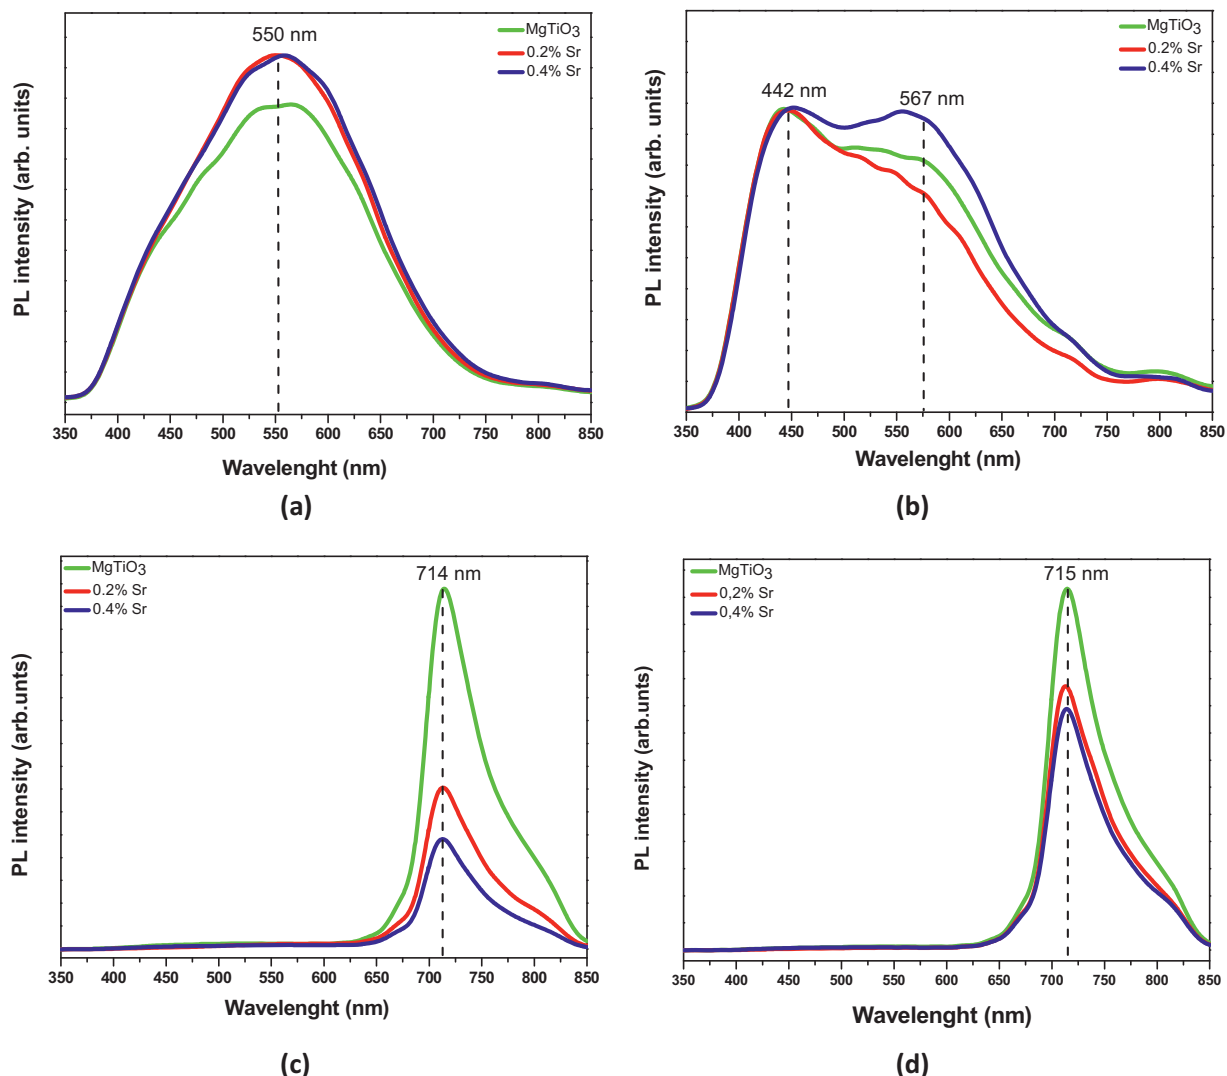 550 nm
MgTiO3
0.2% Sr
0.4% Sr
PL intensity (arb. units)
350 400 450 500 550 600 650 700 750 800 850
Wavelenght (nm)
(a)
442 nm
567 nm
MgTiO3
0.2% Sr
0.4% Sr
PL intensity (arb. units)
350 400 450 500 550 600 650 700 750 800 850
Wavelenght (nm)
(b)
MgTiO3
0.2% Sr
0.4% Sr
714 nm
PL intensity (arb.unts)
350 400 450 500 550 600 650 700 750 800 850
Wavelenght (nm)
(c)
MgTiO3
0,2% Sr
0,4% Sr
715 nm
PL intensity (arb.unts)
350 400 450 500 550 600 650 700 750 800 850
Wavelenght (nm)
(d)